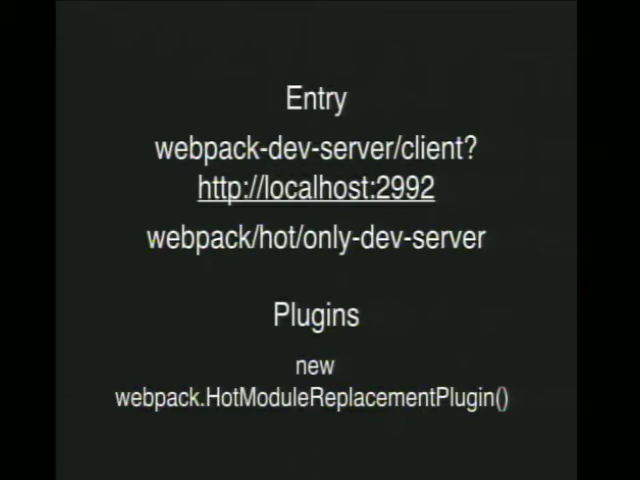 Entry
webpack-dev-server/client?
http://localhost:2992
webpack/hot/only-dev-server
Plugins
new
webpack.HotModuleReplacementPlugin()